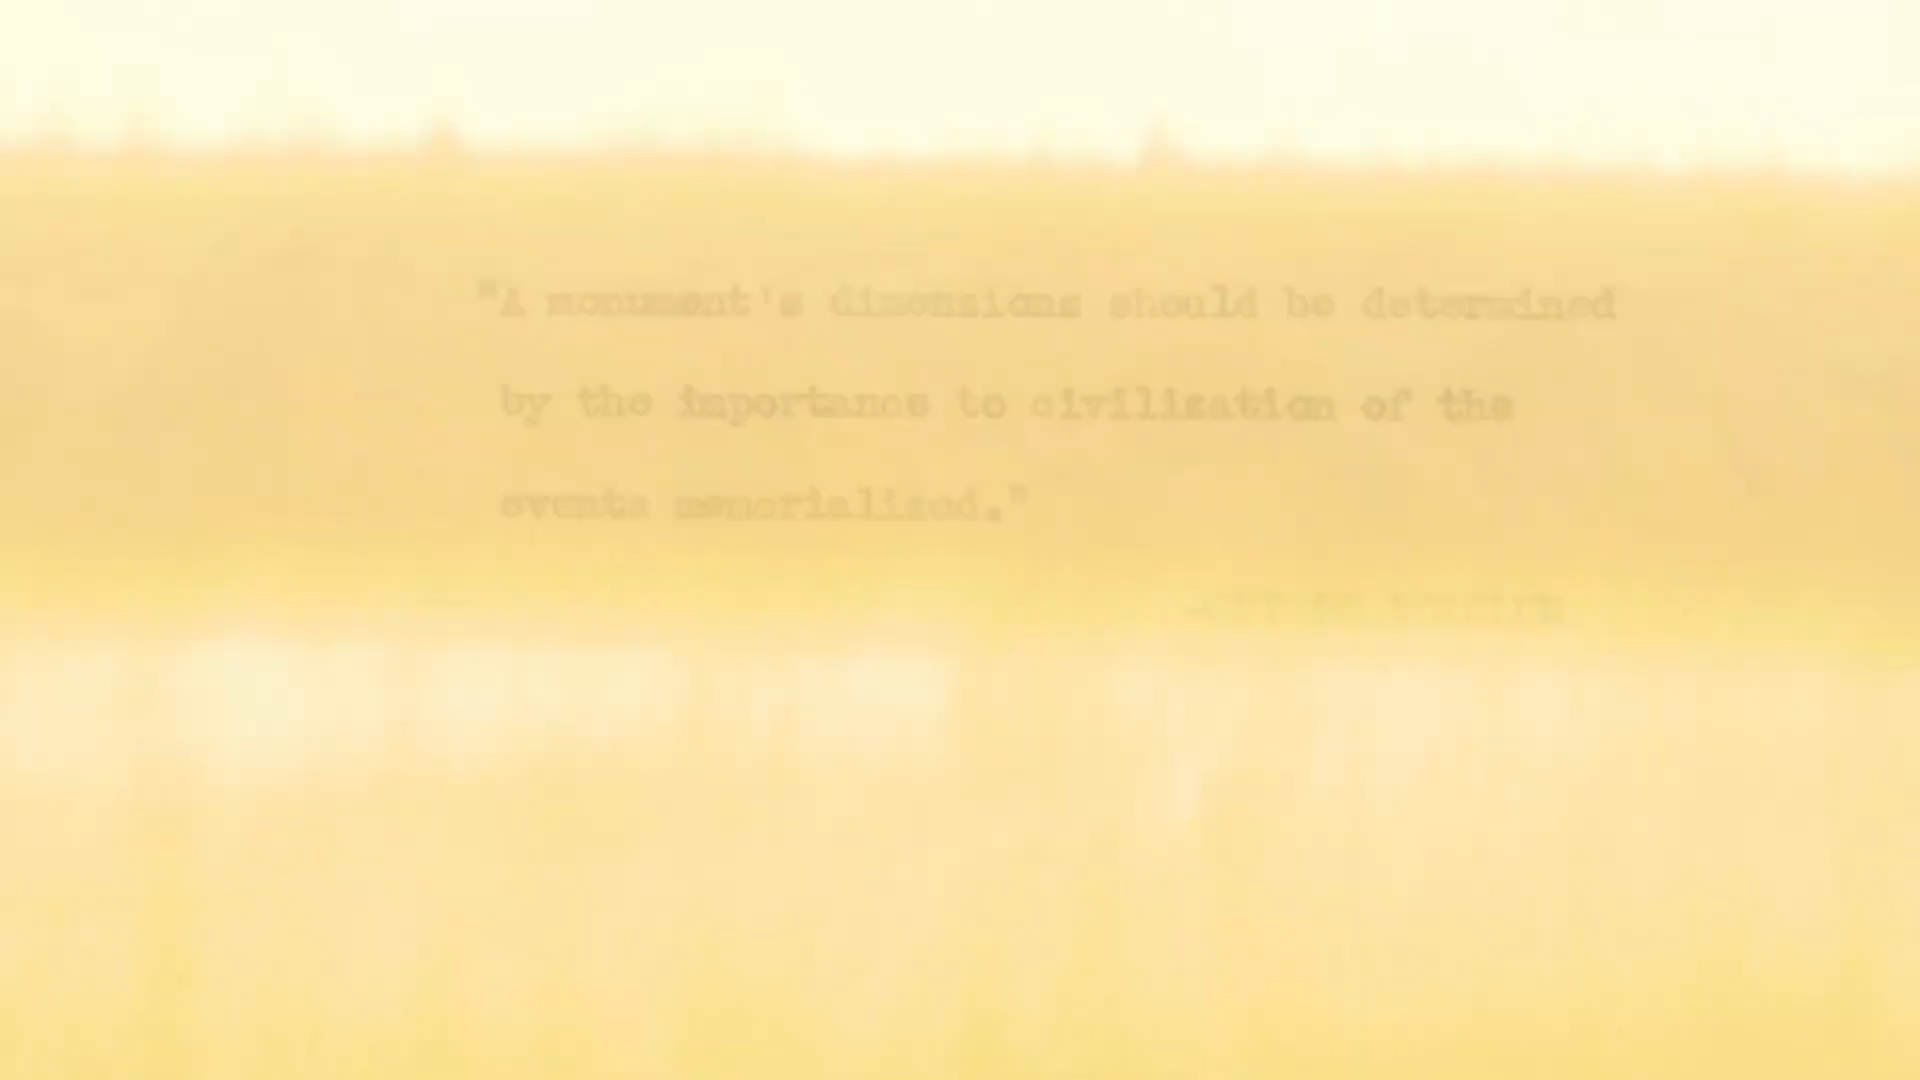 "A monument's dimensions should be determined
by the importance to civilization of the
events memorialized."